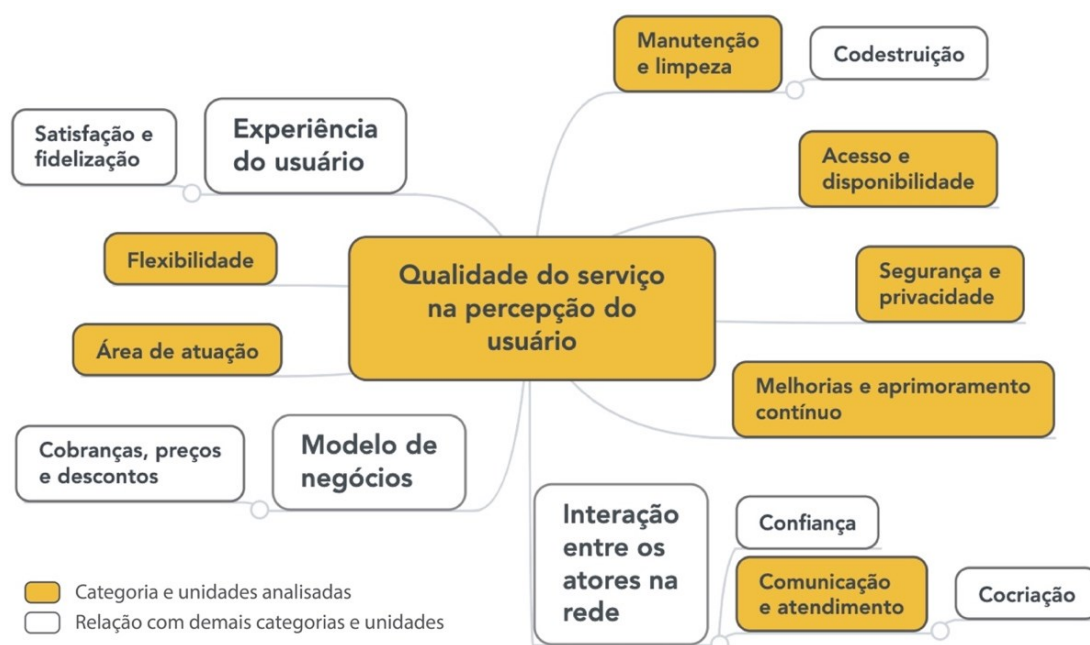 Manutenção
e limpeza
Codestruição
Satisfação e
fidelização
Experiência
do usuário
Acesso e
disponibilidade
Flexibilidade
Qualidade do serviço
na percepção do
usuário
Segurança e
privacidade
Área de atuação
Melhorias e aprimoramento
contínuo
Cobranças, preços
e descontos
Modelo de
negócios
Interação
entre os
atores na
rede
Confiança
Comunicação
e atendimento
Cocriação
Categoria e unidades analisadas
Relação com demais categorias e unidades